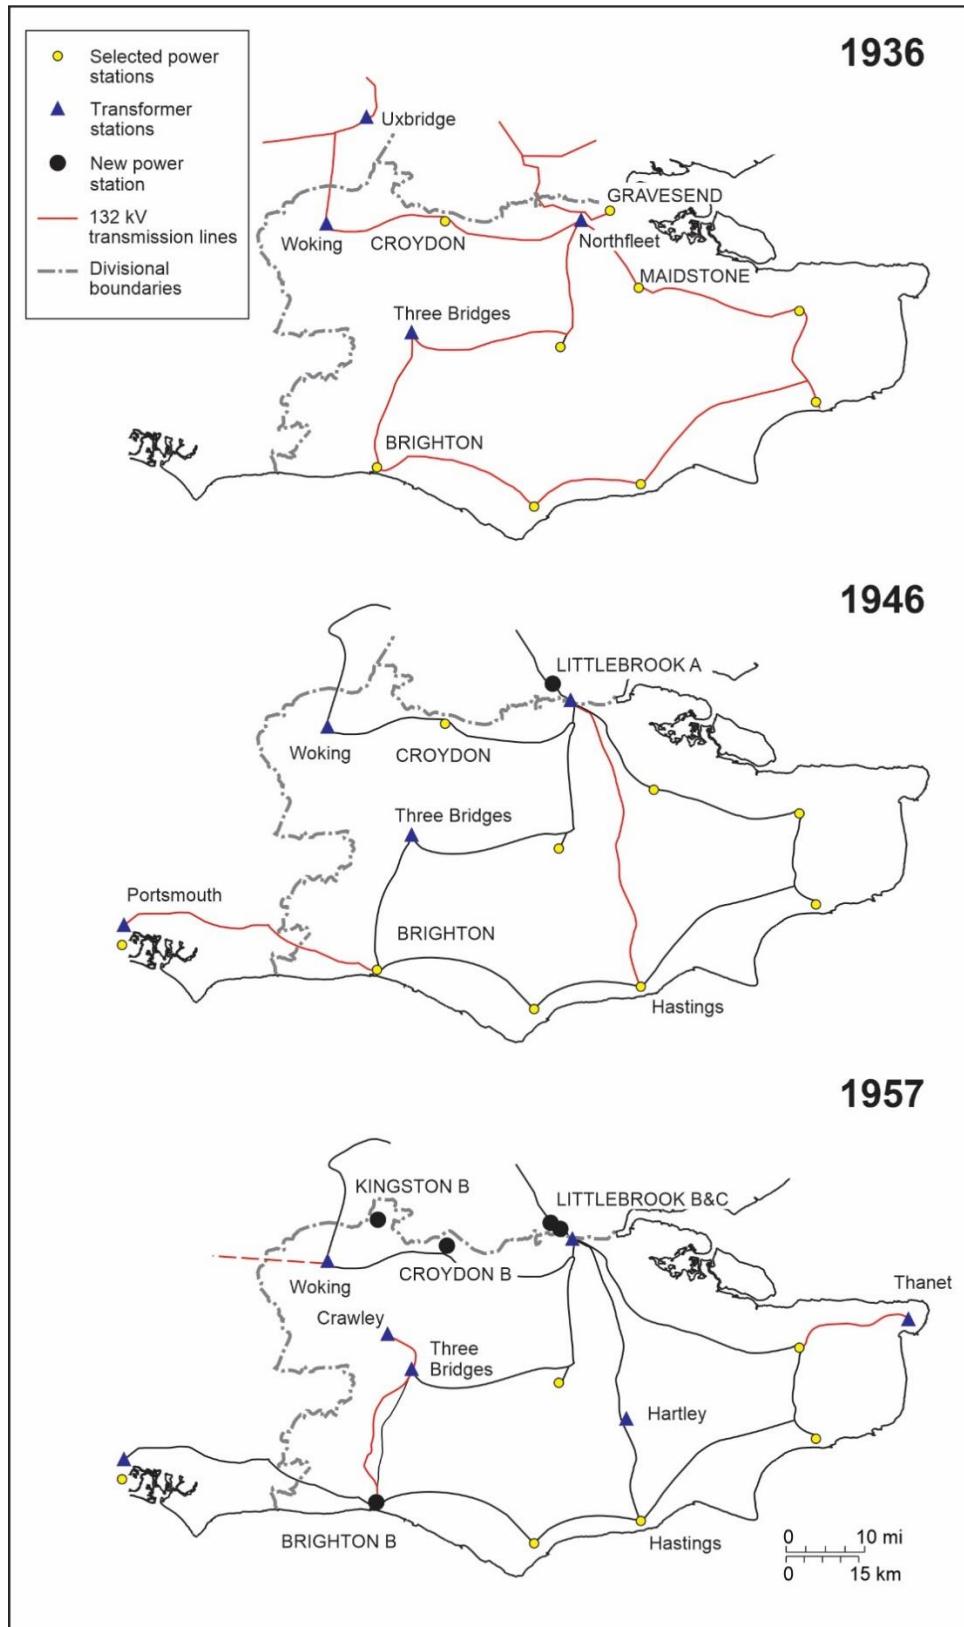 1936
Selected power
stations
Transformer
stations
New power
station
132 kV
transmission lines
Divisional
boundaries
Uxbridge
GRAVESEND
Woking
CROYDON
Northfleet
MAIDSTONE
Three Bridges
BRIGHTON
1946
LITTLEBROOK A
Woking
CROYDON
Three Bridges
Portsmouth
BRIGHTON
Hastings
1957
KINGSTON B
LITTLEBROOK B&C
Woking
CROYDON B
Thanet
Crawley
Three
Bridges
Hartley
BRIGHTON B
Hastings
0 10 mi
0 15 km